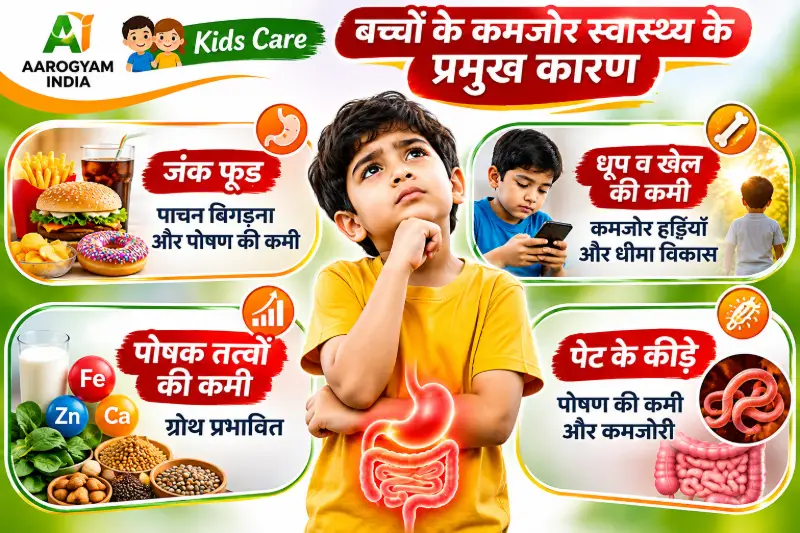 AI
AAROGYAM
INDIA
Kids Care
बच्चों के कमजोर स्वास्थ्य के
प्रमुख कारण
जंक फूड
पाचन बिगड़ना
और पोषण की कमी
धूप व खेल
की कमी
कमजोर हड्डियाँ
और धीमा विकास
पोषक तत्वों
की कमी
ग्रोथ प्रभावित
Fe
Zn
Ca
पेट के कीड़े
पोषण की कमी
और कमजोरी